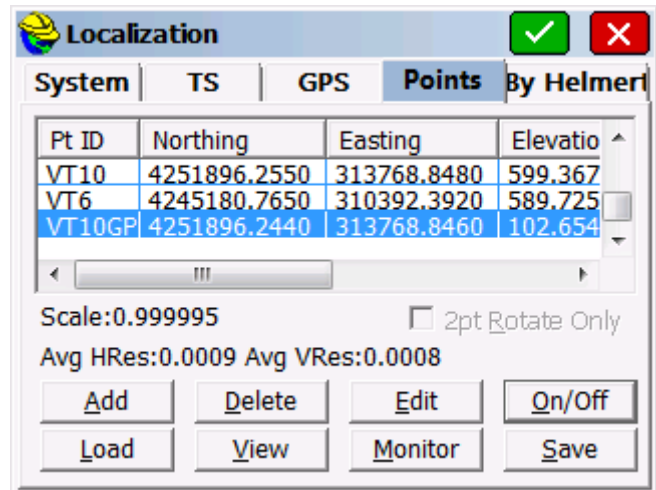 Localization
System TS GPS Points By Helmert
Pt ID Northing Easting Elevatio
VT10 4251896.2550 313768.8480 599.367
VT6 4245180.7650 310392.3920 589.725
VT10GP 4251896.2440 313768.8460 102.654
Scale:0.999995 2pt Rotate Only
Avg HRes:0.0009 Avg VRes:0.0008
Add Delete Edit On/Off
Load View Monitor Save